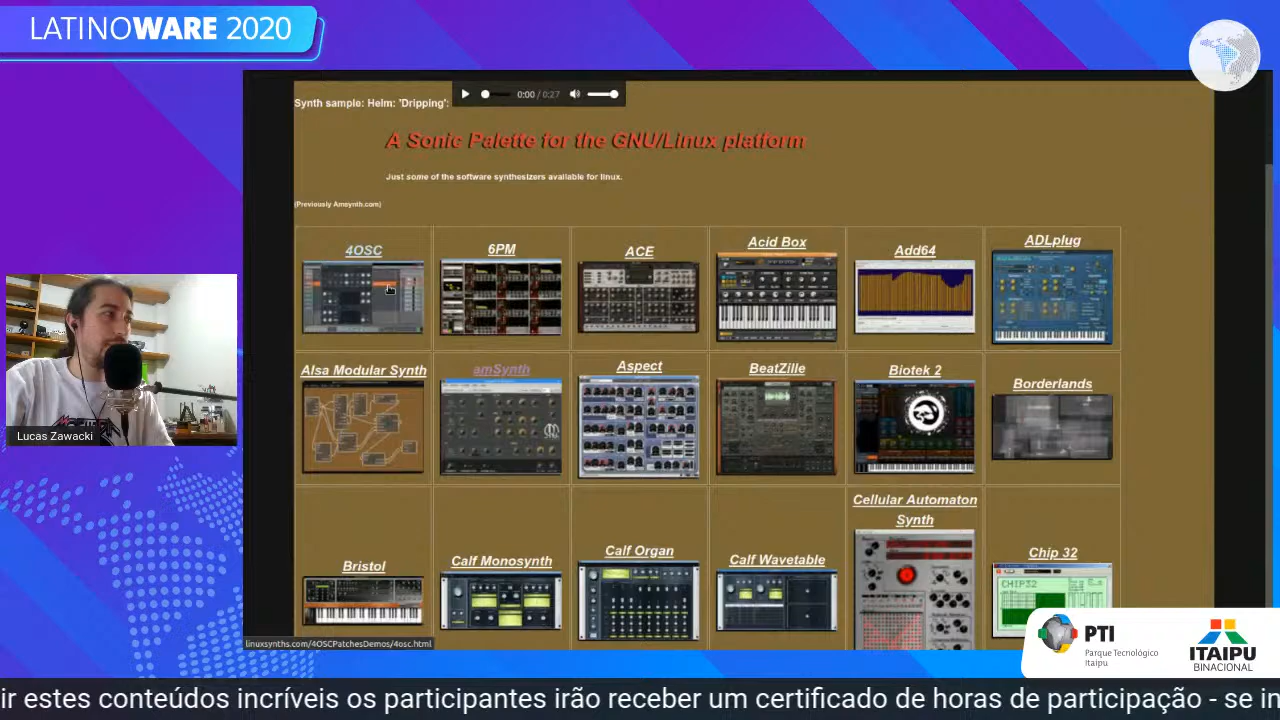 LATINOWARE 2020
Synth sample: Helm: 'Dripping':
0:00 / 0:27
A Sonic Palette for the GNU/Linux platform
Just some of the software synthesizers available for linux.
(Previously Amsynth.com)
4OSC
6PM
ACE
Acid Box
Add64
ADLplug
Alsa Modular Synth
amSynth
Aspect
BeatZille
Biotek 2
Borderlands
Bristol
Calf Monosynth
Calf Organ
Calf Wavetable
Cellular Automaton
Synth
Chip 32
CHIP32
Lucas Zawacki
linuxsynths.com/4OSCPatchesDemos/4osc.html
PTI
Parque Tecnológico
Itaipu
ITAIPU
BINACIONAL
ir estes conteúdos incríveis os participantes irão receber um certificado de horas de participação - se in